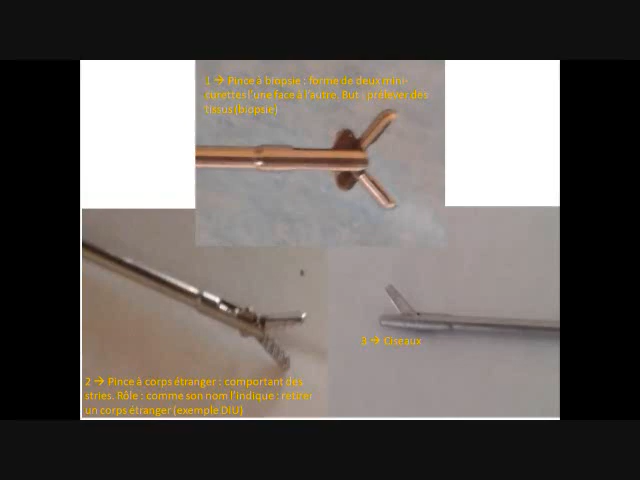 1 → Pince à biopsie : forme de deux mini-
curettes l'une face à l'autre. But : prélever des
tissus (biopsie)
3 → Ciseaux
2 → Pince à corps étranger : comportant des
stries. Rôle : comme son nom l'indique : retirer
un corps étranger (exemple DIU)